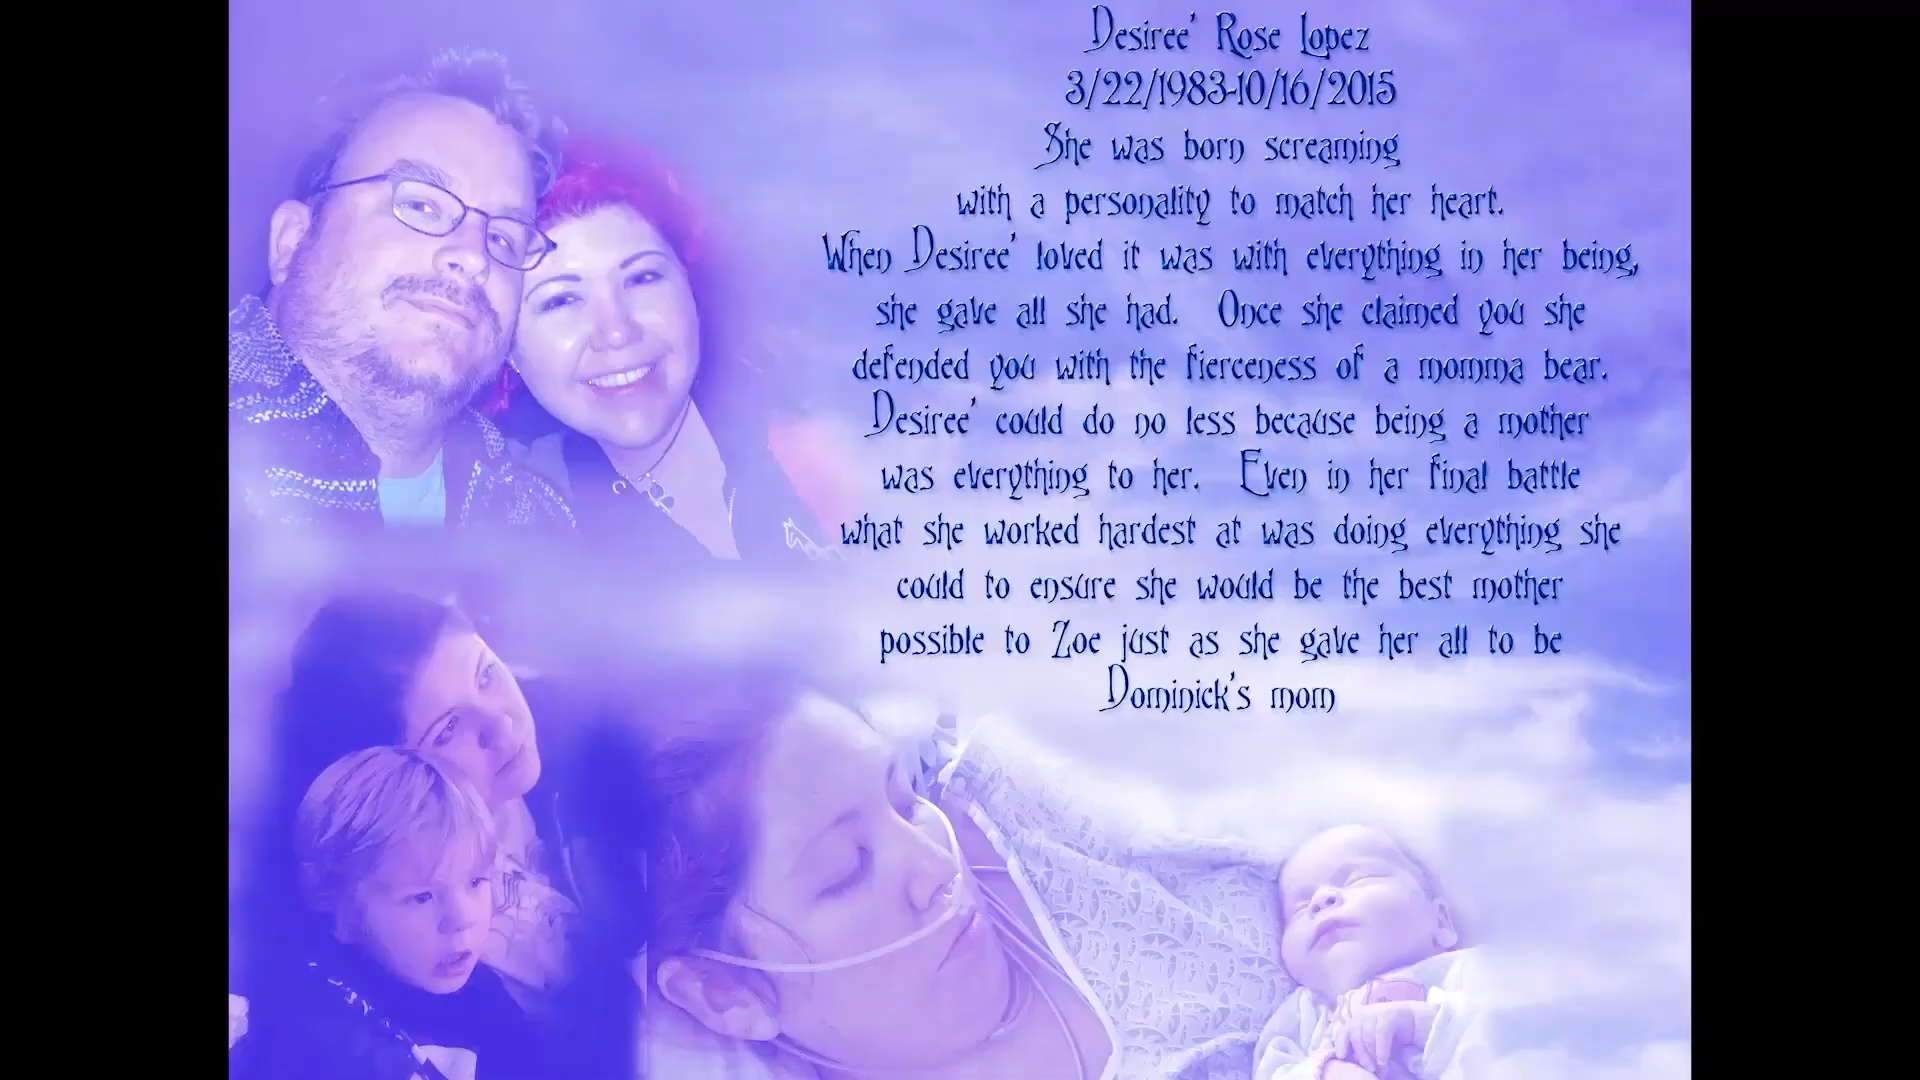 Desiree' Rose Lopez
3/22/1983-10/16/2015
She was born screaming
with a personality to match her heart.
When Desiree' loved it was with everything in her being,
she gave all she had. Once she claimed you she
defended you with the fierceness of a momma bear.
Desiree' could do no less because being a mother
was everything to her. Even in her final battle
what she worked hardest at was doing everything she
could to ensure she would be the best mother
possible to Zoe just as she gave her all to be
Dominick's mom